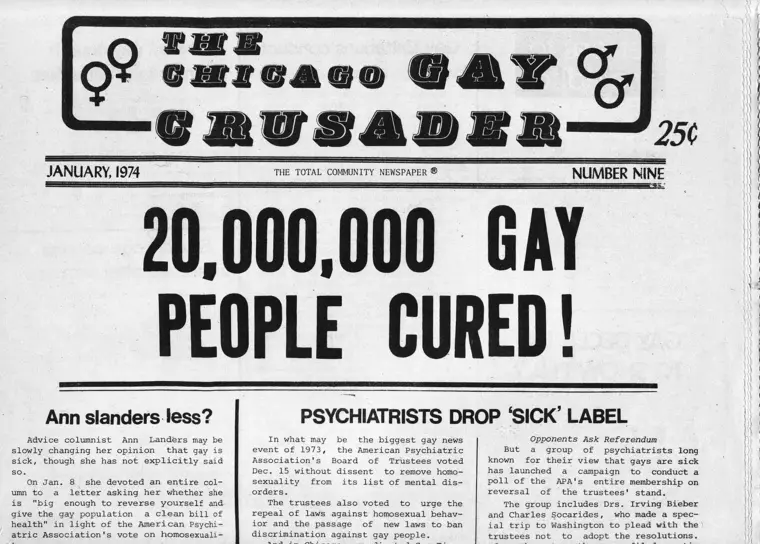 THE
CHICAGO GAY
CRUSADER
25¢
JANUARY, 1974
THE TOTAL COMMUNITY NEWSPAPER ®
NUMBER NINE
20,000,000 GAY
PEOPLE CURED!
Ann slanders less?
Advice columnist Ann Landers may be
slowly changing her opinion that gay is
sick, though she has not explicitly said
so.
On Jan. 8 she devoted an entire col-
umn to a letter asking her whether she
is "big enough to reverse yourself and
give the gay population a clean bill of
health" in light of the American Psychi-
atric Association's vote on homosexuali-
PSYCHIATRISTS DROP 'SICK' LABEL
In what may be the biggest gay news
event of 1973, the American Psychiatric
Association's Board of Trustees voted
Dec. 15 without dissent to remove homo-
sexuality from its list of mental dis-
orders.
The trustees also voted to urge the
repeal of laws against homosexual behav-
ior and the passage of new laws to ban
discrimination against gay people.
Opponents Ask Referendum
But a group of psychiatrists long
known for their view that gays are sick
has launched a campaign to conduct a
poll of the APA's entire membership on
reversal of the trustees' stand.
The group includes Drs. Irving Bieber
and Charles Socarides, who made a spec-
ial trip to Washington to plead with the
trustees not to adopt the resolutions.